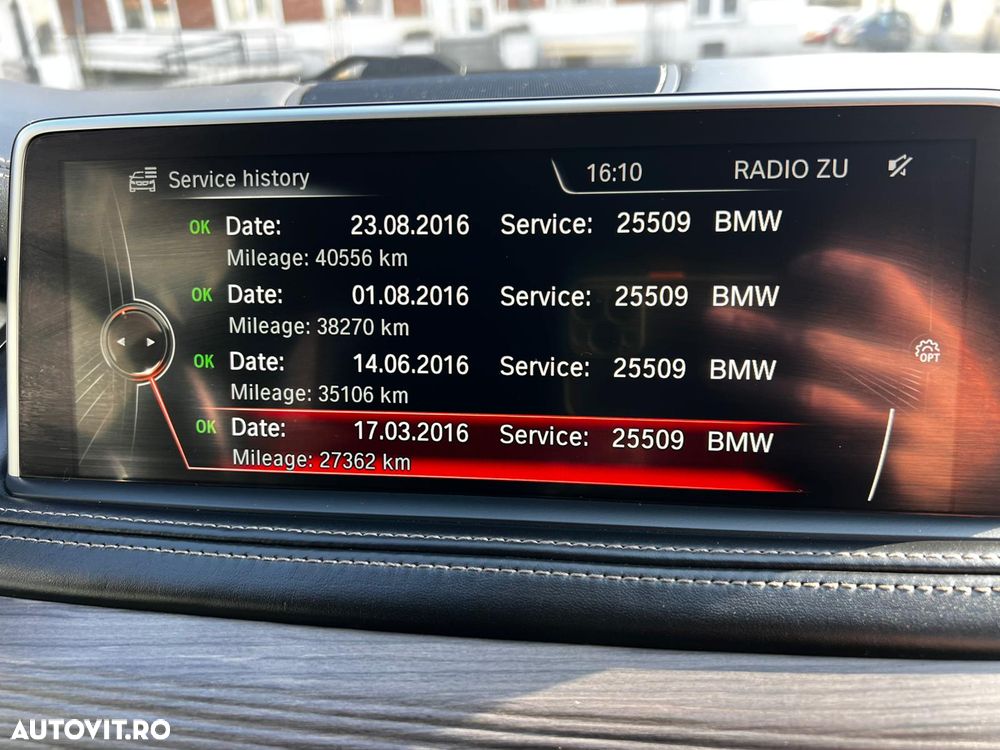 Service history 16:10 RADIO ZU
OK Date: 23.08.2016 Service: 25509 BMW
Mileage: 40556 km
OK Date: 01.08.2016 Service: 25509 BMW
Mileage: 38270 km
OK Date: 14.06.2016 Service: 25509 BMW
Mileage: 35106 km
OPT
OK Date: 17.03.2016 Service: 25509 BMW
Mileage: 27362 km
AUTOVIT.RO